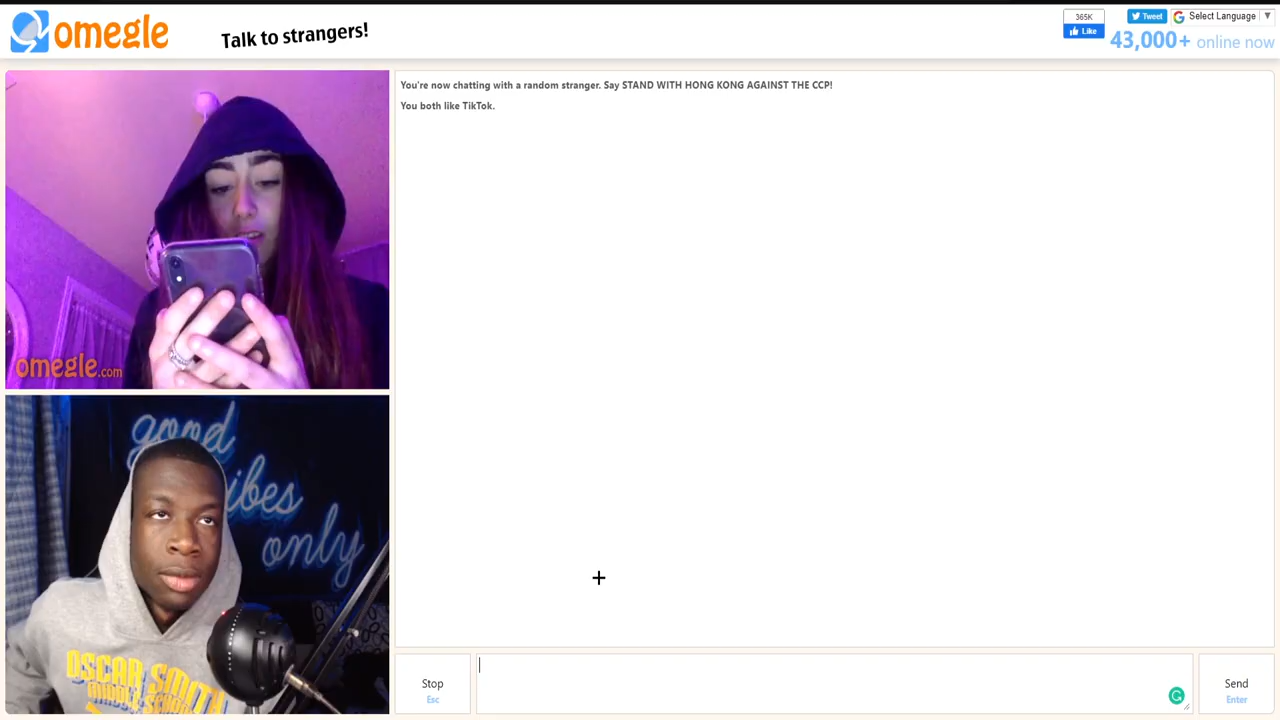 omegle
Talk to strangers!
365K
Like
Tweet
Select Language
43,000+ online now
You're now chatting with a random stranger. Say STAND WITH HONG KONG AGAINST THE CCP!
You both like TikTok.
omegle.com
good
vibes
only
OSCAR SMITH
MIDDLE SCHOOL
Stop
Esc
Send
Enter